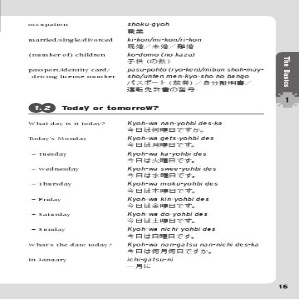 occupation shoku-gyoh
職業
married/single/divorced ki-kon/mi-kon/ri-kon
既婚／未婚／離婚
(number of) children ko-domo (no kazu)
子供 (の数)
passport/identity card/ pasu-pohto (ryo-ken)/mibun shoh-may-
driving license number sho/unten men-kyo-sho no bango
パスポート (旅券) ／身分証明書／
運転免許書の番号
The Basics
1
1.2 Today or tomorrow?
What day is it today? Kyoh-wa nan-yohbi des-ka
今日は何曜日ですか。
Today's Monday Kyoh-wa gets-yohbi des
今日は月曜日です。
– Tuesday Kyoh-wa ka-yohbi des
今日は火曜日です。
– Wednesday Kyoh-wa swee-yohbi des
今日は水曜日です。
– Thursday Kyoh-wa moku-yohbi des
今日は木曜日です。
– Friday Kyoh-wa kin-yohbi des
今日は金曜日です。
– Saturday Kyoh-wa do-yohbi des
今日は土曜日です。
– Sunday Kyoh-wa nichi-yohbi des
今日は日曜日です。
What's the date today? Kyoh-wa nan-gatsu nan-nichi des-ka
今日は何月何日ですか。
in January ichi-gatsu-ni
一月に
15